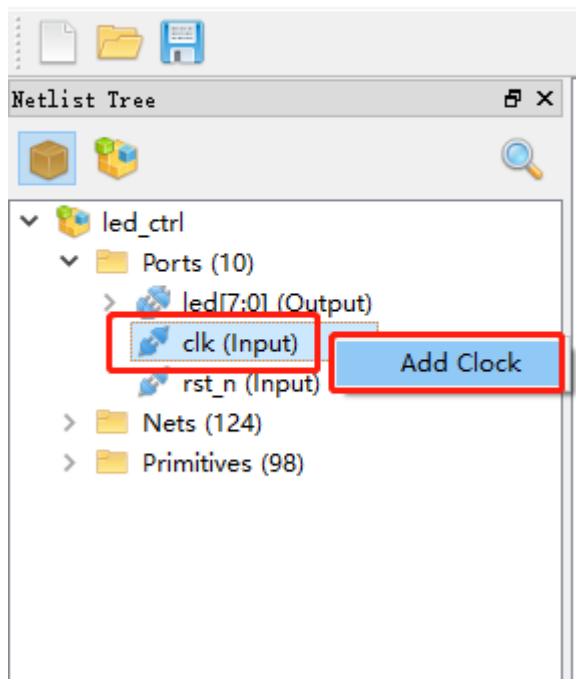 Netlist Tree
led_ctrl
Ports (10)
led[7:0] (Output)
clk (Input)
Add Clock
rst_n (Input)
Nets (124)
Primitives (98)